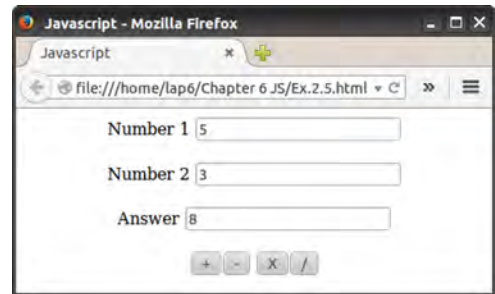 Javascript - Mozilla Firefox
Javascript
file:///home/lap6/Chapter 6 JS/Ex.2.5.html
Number 1 5
Number 2 3
Answer 8
+ - X /